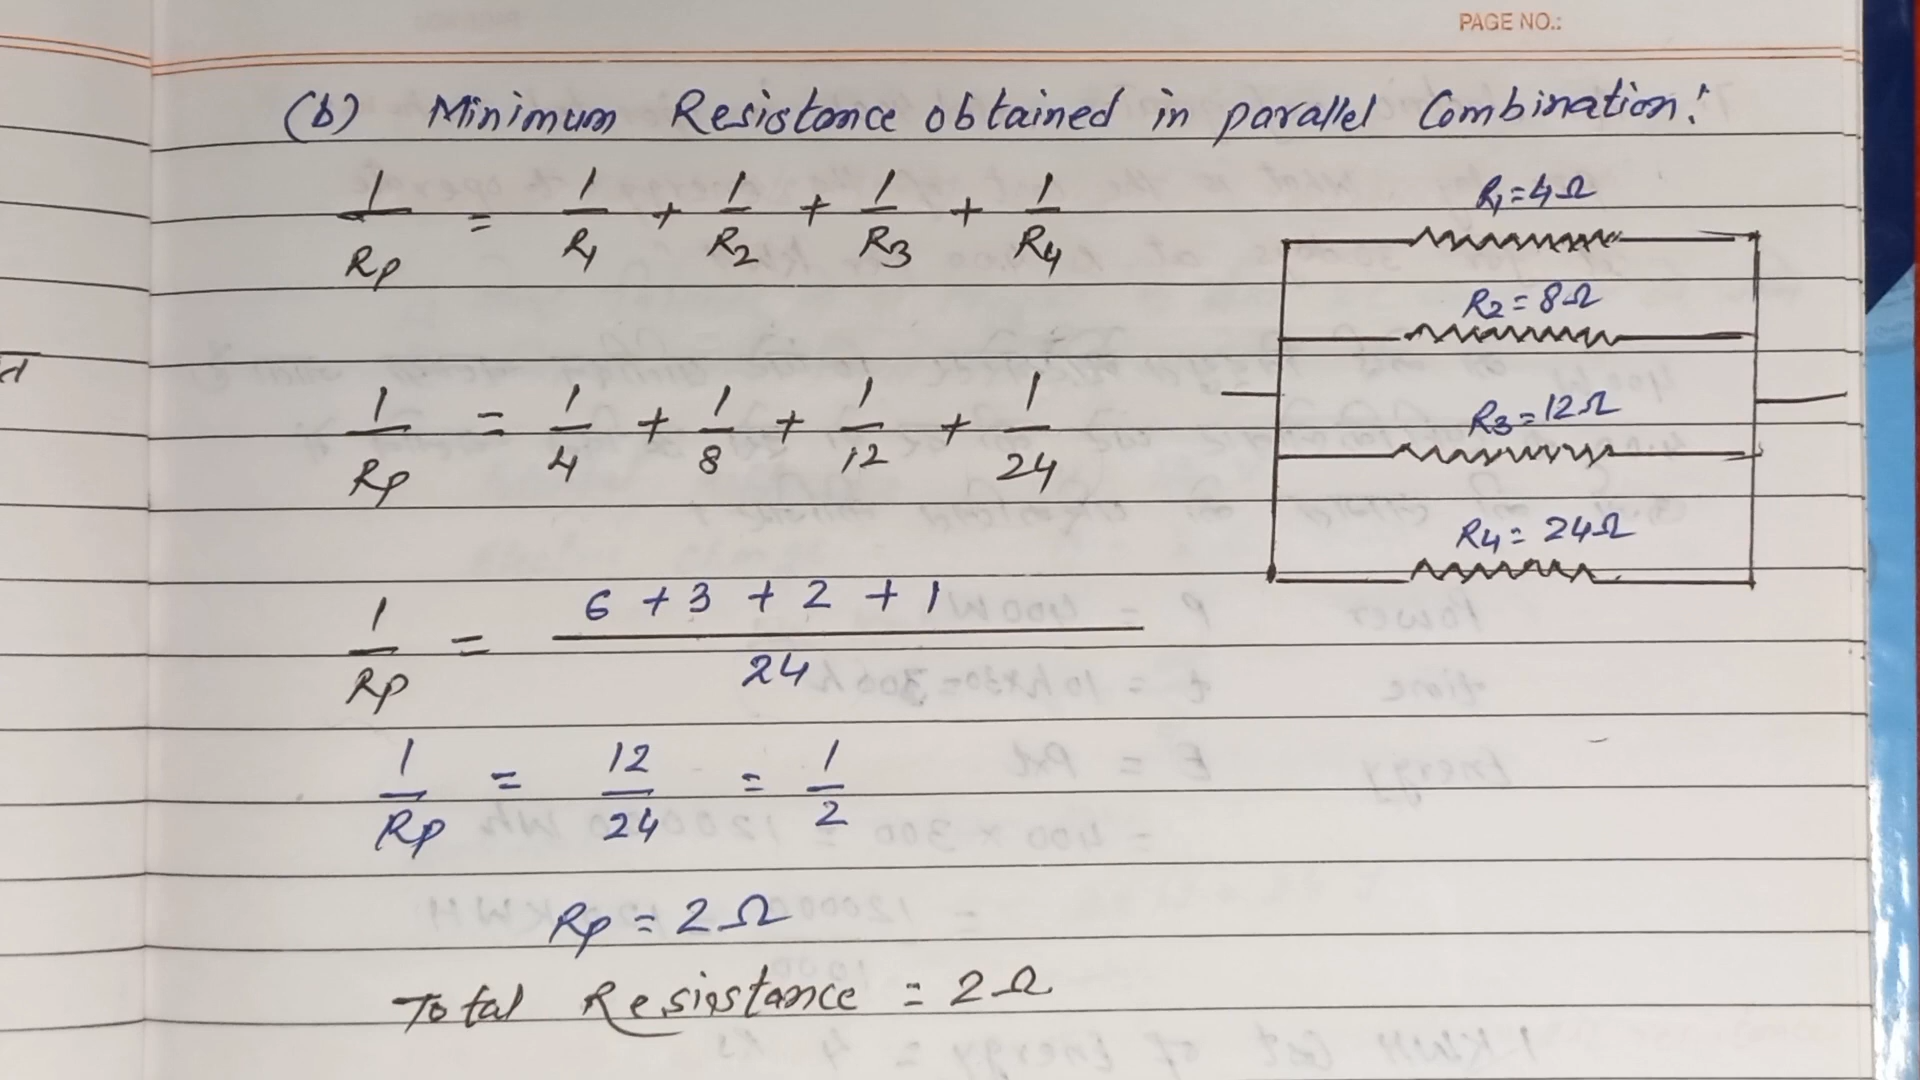 PAGE NO.:
(b) Minimum Resistance obtained in parallel Combination:
1/Rp = 1/R1 + 1/R2 + 1/R3 + 1/R4
R1=4Ω
R2=8Ω
1/Rp = 1/4 + 1/8 + 1/12 + 1/24
R3=12Ω
R4=24Ω
1/Rp = 6+3+2+1/24
1/Rp = 12/24 = 1/2
Rp = 2Ω
Total Resistance = 2Ω